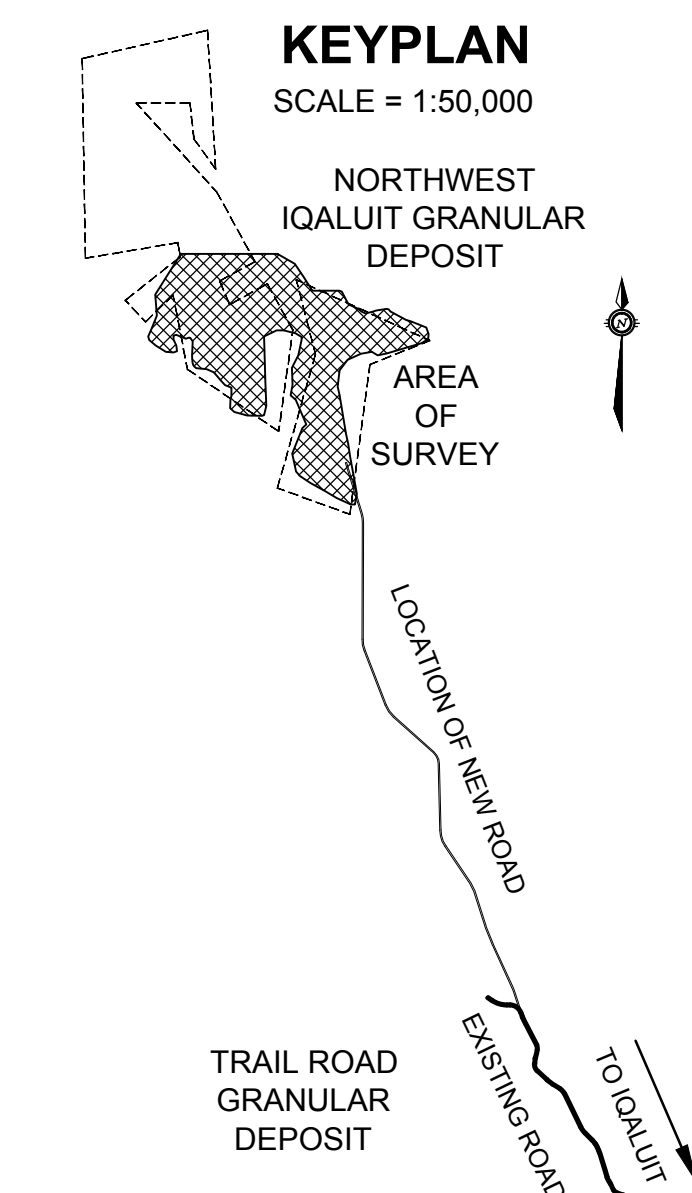 KEYPLAN
SCALE = 1:50,000
NORTHWEST
IQALUIT GRANULAR
DEPOSIT
N
AREA
OF
SURVEY
LOCATION OF NEW ROAD
TRAIL ROAD
GRANULAR
DEPOSIT
EXISTING ROAD
TO IQALUIT